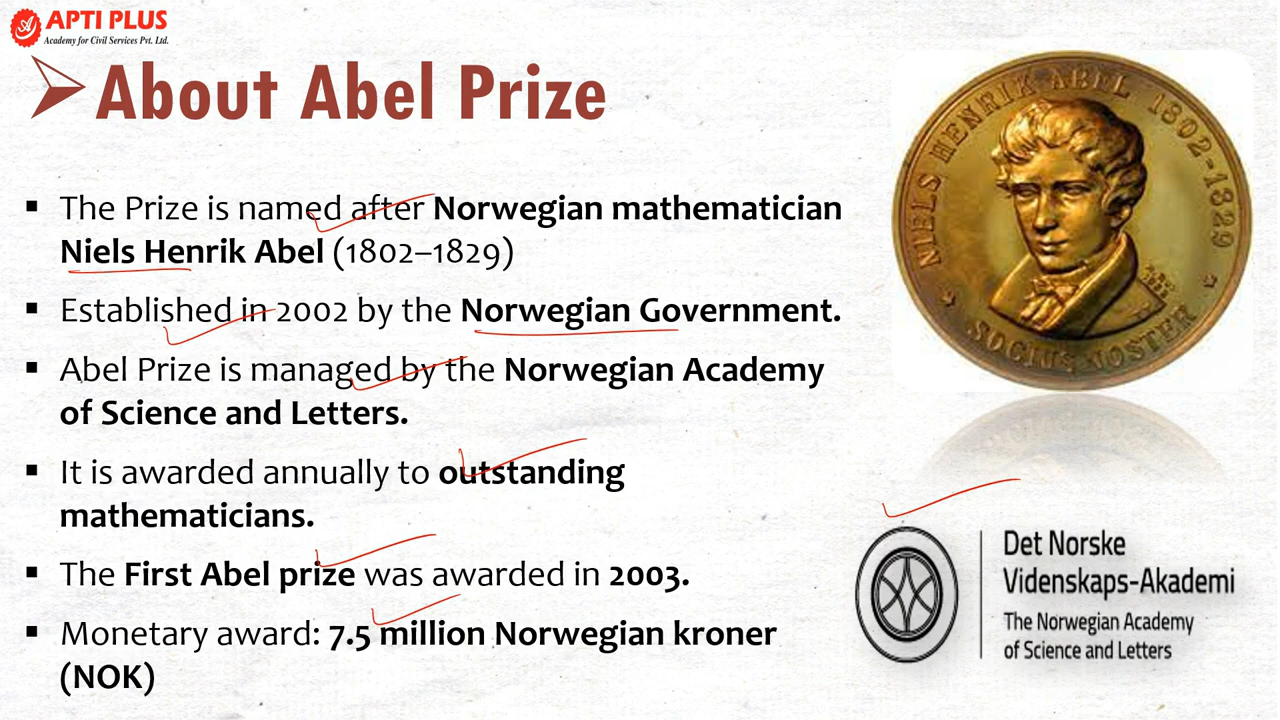 APTI PLUS
Academy for Civil Services Pvt. Ltd.
About Abel Prize
The Prize is named after Norwegian mathematician
Niels Henrik Abel (1802–1829)
Established in 2002 by the Norwegian Government.
Abel Prize is managed by the Norwegian Academy
of Science and Letters.
It is awarded annually to outstanding
mathematicians.
The First Abel prize was awarded in 2003.
Monetary award: 7.5 million Norwegian kroner
(NOK)
NIELS HENRIK ABEL 1802-1829
SOCIUS NOSTER
Det Norske
Videnskaps-Akademi
The Norwegian Academy
of Science and Letters